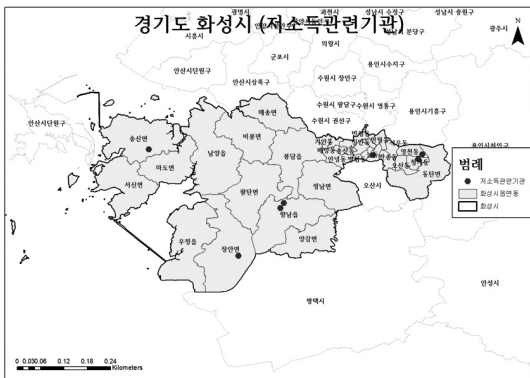 경기도 화성시 (저소득관련기관)
광명시
과천시
성남시 수정구
성남시 중원구
시흥시
성남시 분당구
광주시
군포시
의왕시
안산시단원구
용인시수지구
안산시상록구
수원시 장안구
수원시 팔달구
수원시 영통구
용인시기흥구
안산시단원구
매송면
수원시 권선구
송산면
비봉면
남양읍
봉담읍
마도면
서신면
정남면
팔탄면
오산시
동탄면
향남읍
우정읍
양감면
장안면
평택시
안성시
N
범례
저소득관련기관
화성시읍면동
화성시
0 0.03 0.06 0.12 0.18 0.24
Kilometers